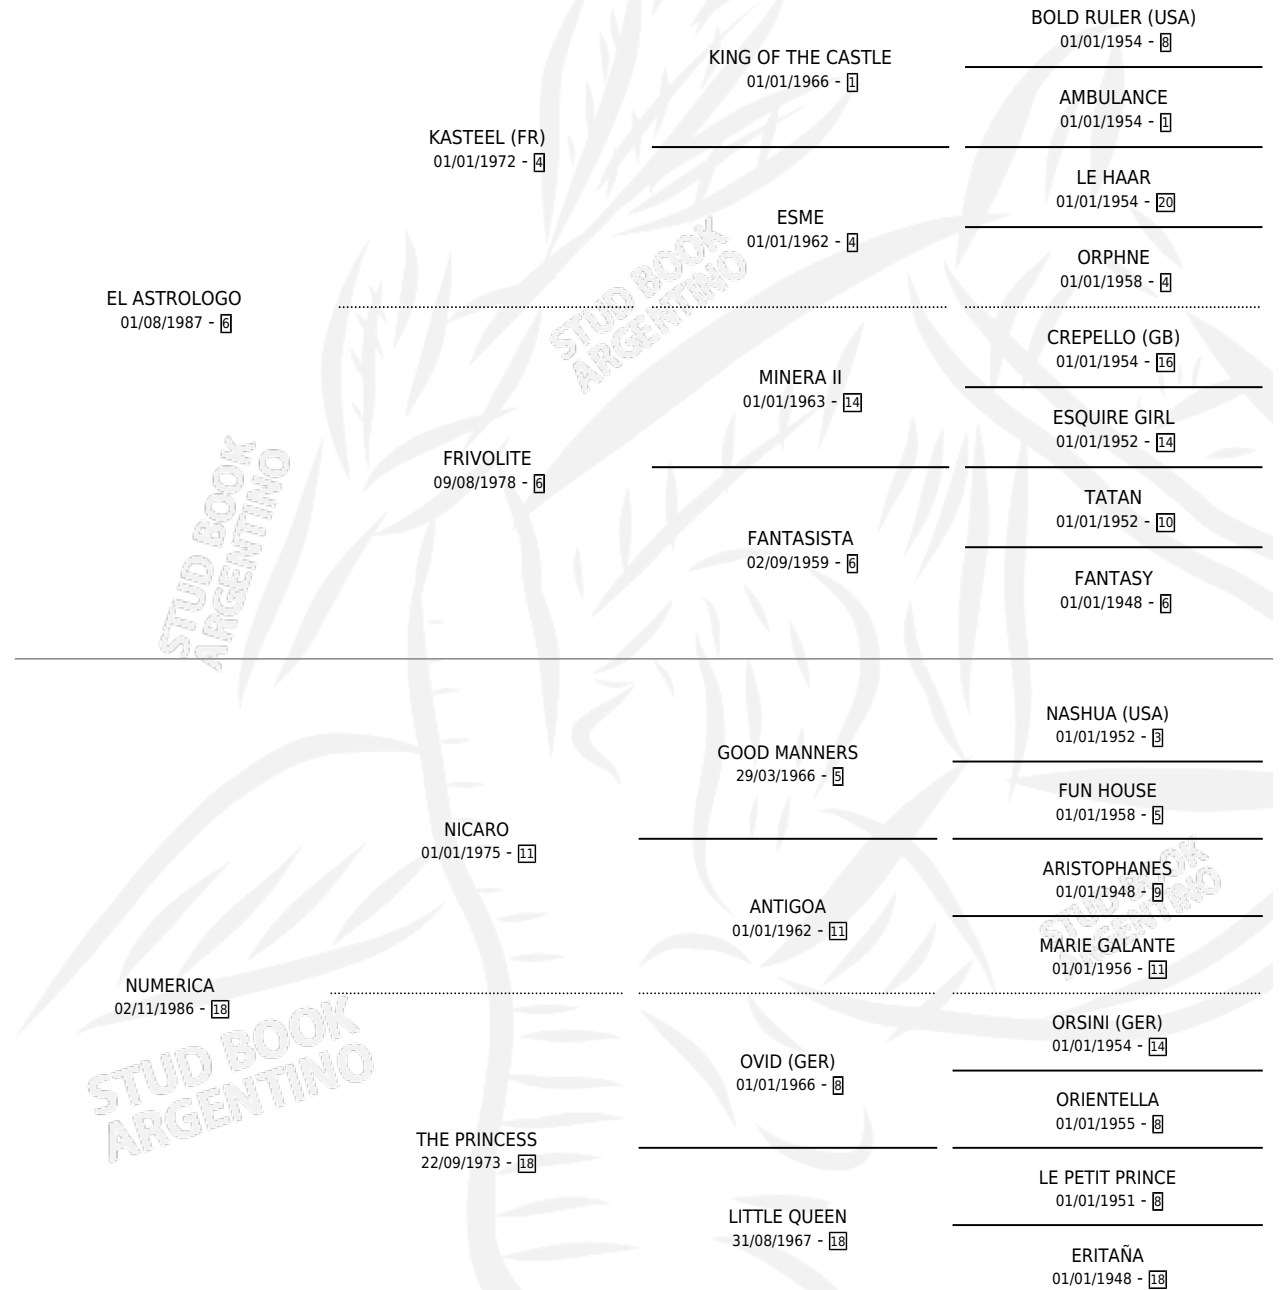 BOLD RULER (USA)
01/01/1954 - 8
KING OF THE CASTLE
01/01/1966 - 1
AMBULANCE
01/01/1954 - 1
KASTEEL (FR)
01/01/1972 - 4
LE HAAR
01/01/1954 - 20
ESME
01/01/1962 - 4
ORPHNE
01/01/1958 - 4
EL ASTROLOGO
01/08/1987 - 6
CREPELLO (GB)
01/01/1954 - 16
MINERA II
01/01/1963 - 14
ESQUIRE GIRL
01/01/1952 - 14
FRIVOLITE
09/08/1978 - 6
TATAN
01/01/1952 - 10
FANTASISTA
02/09/1959 - 6
FANTASY
01/01/1948 - 6
NASHUA (USA)
01/01/1952 - 3
GOOD MANNERS
29/03/1966 - 5
FUN HOUSE
01/01/1958 - 5
NICARO
01/01/1975 - 11
ARISTOPHANES
01/01/1948 - 9
ANTIGOA
01/01/1962 - 11
MARIE GALANTE
01/01/1956 - 11
NUMERICA
02/11/1986 - 18
ORSINI (GER)
01/01/1954 - 14
OVID (GER)
01/01/1966 - 8
ORIENTELLA
01/01/1955 - 8
THE PRINCESS
22/09/1973 - 18
LE PETIT PRINCE
01/01/1951 - 8
LITTLE QUEEN
31/08/1967 - 18
ERITAÑA
01/01/1948 - 18
STUD BOOK
ARGENTINO
STUD BOOK
ARGENTINO
STUD BOOK
ARGENTINO
STUD BOOK
ARGENTINO